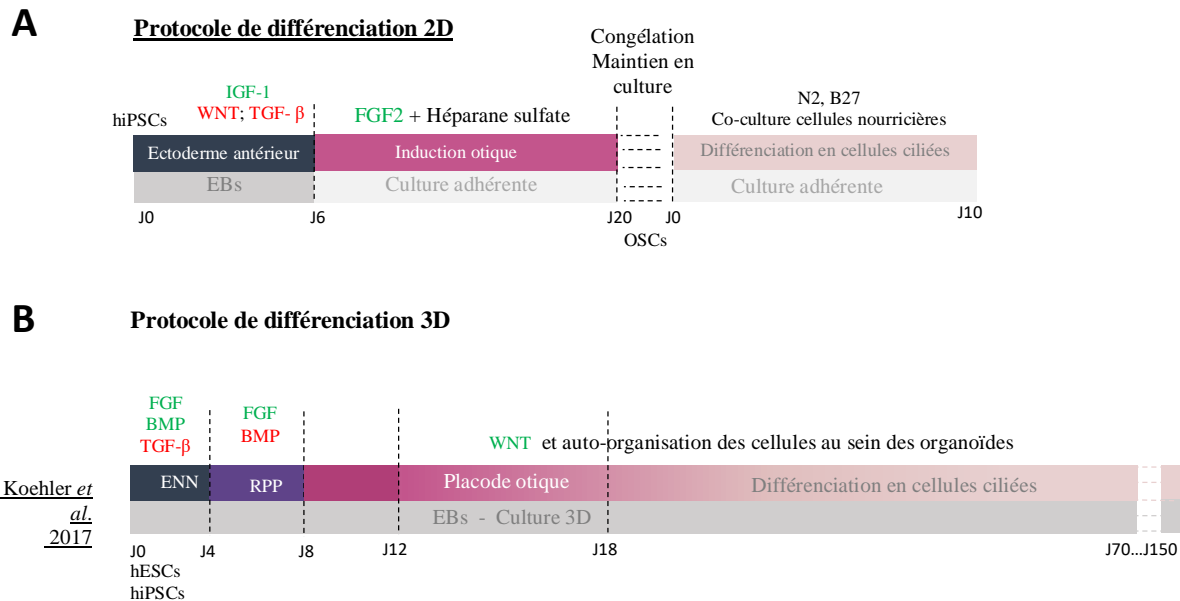 A
Protocole de différenciation 2D
Congélation
Maintien en
culture
IGF-1
WNT; TGF- β
hiPSCs
FGF2 + Héparane sulfate
N2, B27
Co-culture cellules nourricières
Ectoderme antérieur
Induction otique
Différenciation en cellules ciliées
EBs
Culture adhérente
Culture adhérente
J0
J6
J20
J0
J10
OSCs
B
Protocole de différenciation 3D
FGF
BMP
TGF-β
FGF
BMP
WNT et auto-organisation des cellules au sein des organoïdes
Koehler et
al.
2017
ENN
RPP
Placode otique
Différenciation en cellules ciliées
EBs - Culture 3D
J0
J4
J8
J12
J18
J70...J150
hESCs
hiPSCs